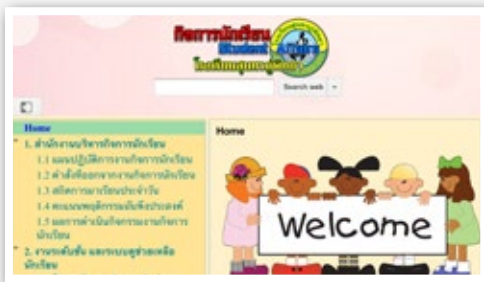 กิจการนักเรียน
Student Affairs
Search web
Home
1. สำนักงานบริหารกิจการนักเรียน
1.1 แผนปฏิบัติการงานกิจการนักเรียน
1.2 คำสั่งที่ออกจากงานกิจการนักเรียน
1.3 สถิติการมาเรียนประจำวัน
1.4 คะแนนพฤติกรรมอันพึงประสงค์
1.5 ผลการดำเนินกิจกรรมงานกิจการ
นักเรียน
2. งานระดับชั้น และระบบดูแลช่วยเหลือ
นักเรียน
Home
Welcome